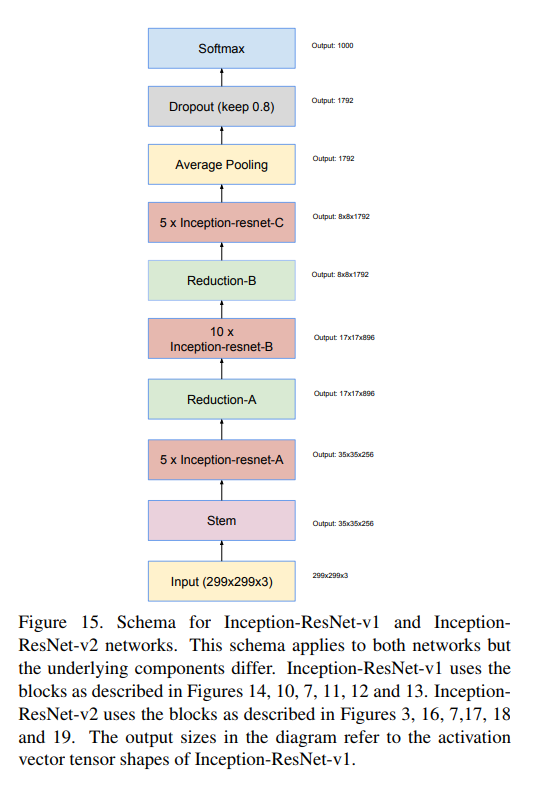 Softmax
Output: 1000
Dropout (keep 0.8)
Output: 1792
Average Pooling
Output: 1792
5 x Inception-resnet-C
Output: 8x8x1792
Reduction-B
Output: 8x8x1792
10 x
Inception-resnet-B
Output: 17x17x896
Reduction-A
Output: 17x17x896
5 x Inception-resnet-A
Output: 35x35x256
Stem
Output: 35x35x256
Input (299x299x3)
299x299x3
Figure 15. Schema for Inception-ResNet-v1 and Inception-
ResNet-v2 networks. This schema applies to both networks but
the underlying components differ. Inception-ResNet-v1 uses the
blocks as described in Figures 14, 10, 7, 11, 12 and 13. Inception-
ResNet-v2 uses the blocks as described in Figures 3, 16, 7,17, 18
and 19. The output sizes in the diagram refer to the activation
vector tensor shapes of Inception-ResNet-v1.